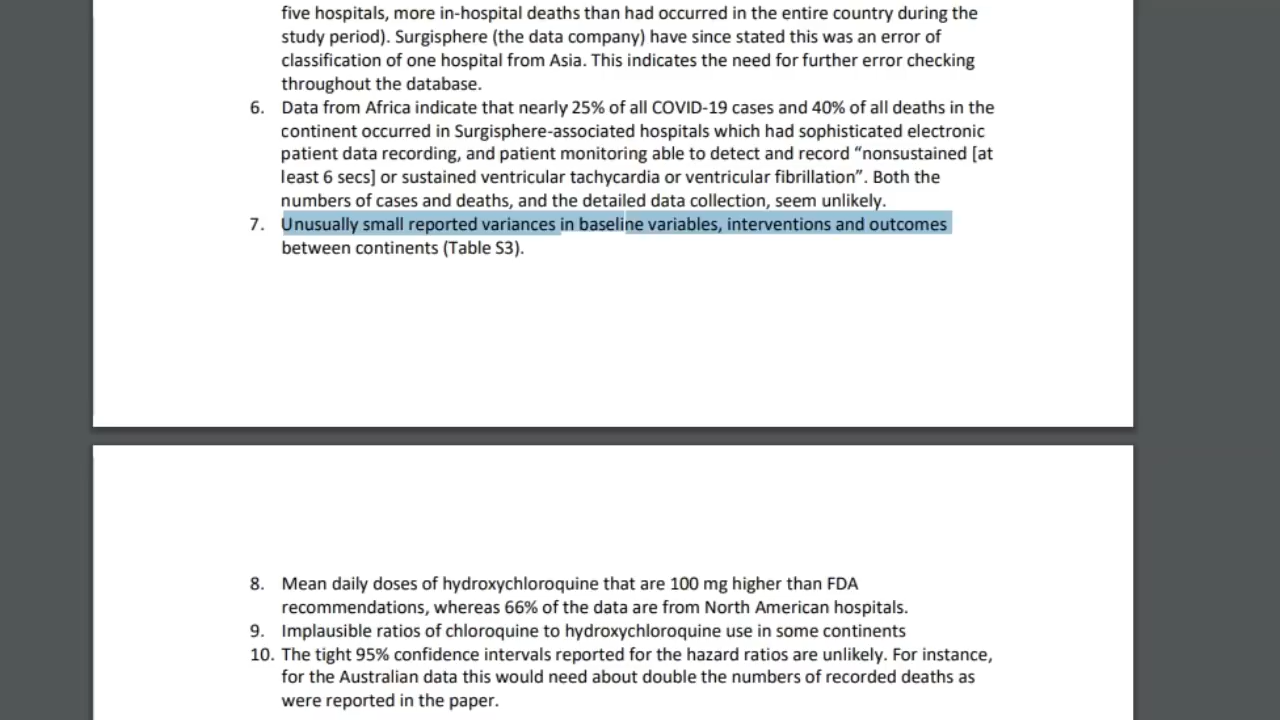 five hospitals, more in-hospital deaths than had occurred in the entire country during the
study period). Surgisphere (the data company) have since stated this was an error of
classification of one hospital from Asia. This indicates the need for further error checking
throughout the database.
6. Data from Africa indicate that nearly 25% of all COVID-19 cases and 40% of all deaths in the
continent occurred in Surgisphere-associated hospitals which had sophisticated electronic
patient data recording, and patient monitoring able to detect and record “nonsustained [at
least 6 secs] or sustained ventricular tachycardia or ventricular fibrillation”. Both the
numbers of cases and deaths, and the detailed data collection, seem unlikely.
7. Unusually small reported variances in baseline variables, interventions and outcomes
between continents (Table S3).
8. Mean daily doses of hydroxychloroquine that are 100 mg higher than FDA
recommendations, whereas 66% of the data are from North American hospitals.
9. Implausible ratios of chloroquine to hydroxychloroquine use in some continents
10. The tight 95% confidence intervals reported for the hazard ratios are unlikely. For instance,
for the Australian data this would need about double the numbers of recorded deaths as
were reported in the paper.